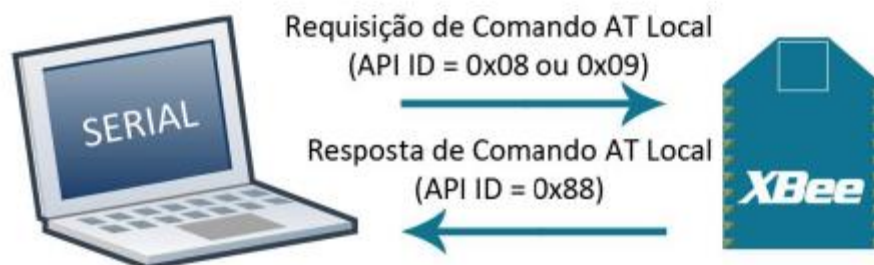 Requisição de Comando AT Local
(API ID = 0x08 ou 0x09)
SERIAL
Resposta de Comando AT Local
(API ID = 0x88)
XBee